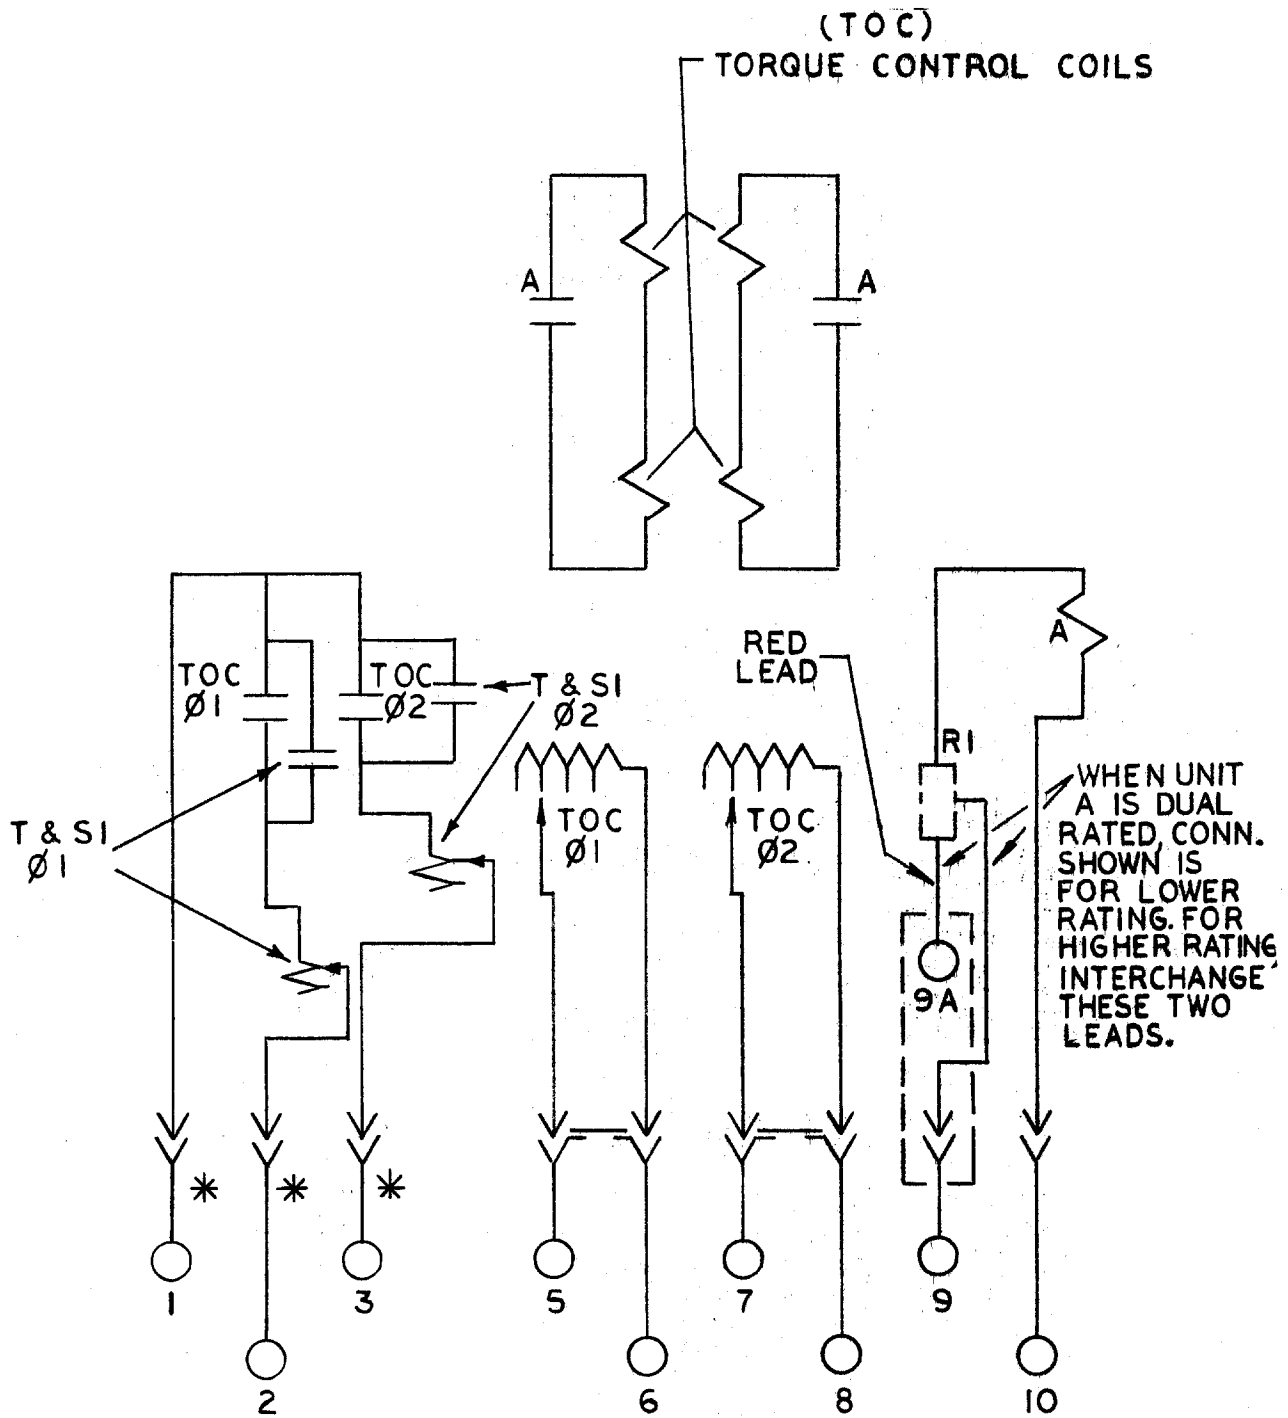 (TOC)
TORQUE CONTROL COILS
A
A
TOC
Ø1
TOC
Ø2
T & SI
Ø2
T & SI
Ø1
TOC
Ø1
TOC
Ø2
RED
LEAD
A
R1
WHEN UNIT
A IS DUAL
RATED, CONN.
SHOWN IS
FOR LOWER
RATING. FOR
HIGHER RATING
INTERCHANGE
THESE TWO
LEADS.
9A
* * *
1
3
5
7
9
2
6
8
10